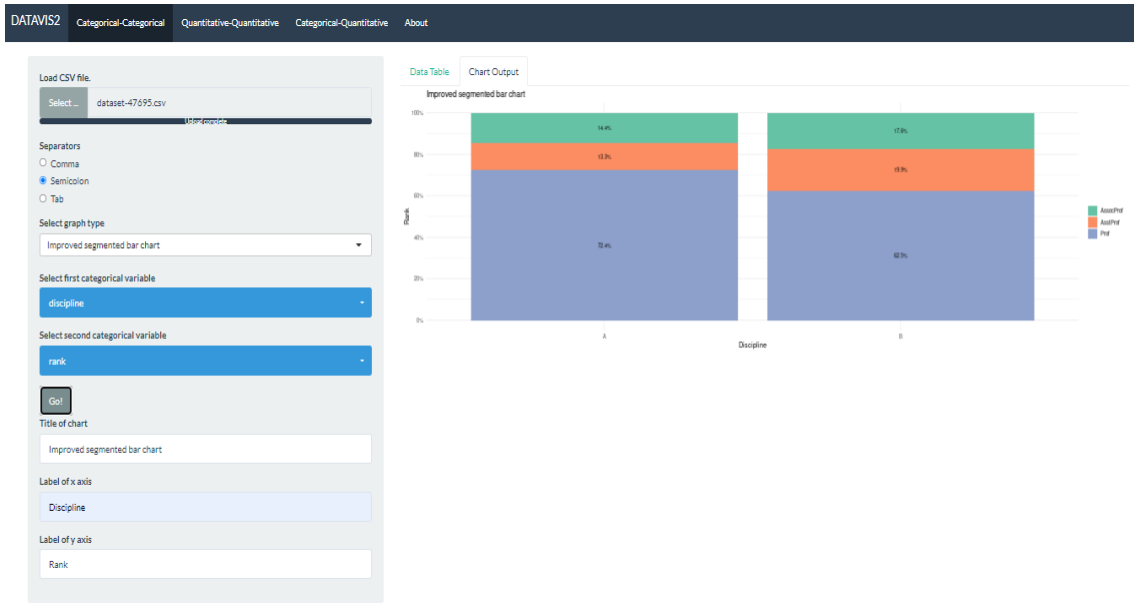 DATAVIS2 Categorical-Categorical Quantitative-Quantitative Categorical-Quantitative About
Load CSV file.
Select ... dataset-47695.csv
Upload complete
Separators
Comma
Semicolon
Tab
Select graph type
Improved segmented bar chart
Select first categorical variable
discipline
Select second categorical variable
rank
Go!
Title of chart
Improved segmented bar chart
Label of x axis
Discipline
Label of y axis
Rank
Data Table Chart Output
Improved segmented bar chart
100%
80%
60%
40%
20%
0%
Rank
14.4%
13.3%
72.4%
17.6%
19.9%
62.5%
A B
Discipline
AssocProf
AsstProf
Prof